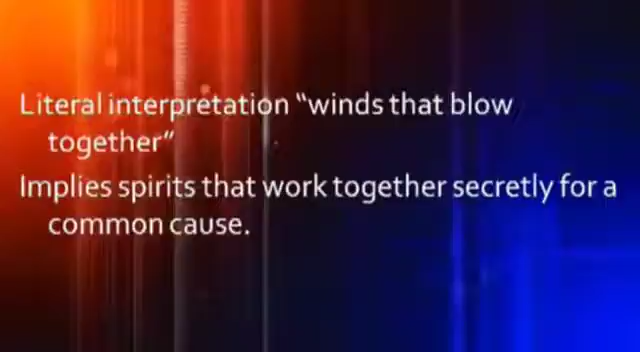 Literal interpretation “winds that blow
together”
Implies spirits that work together secretly for a
common cause.